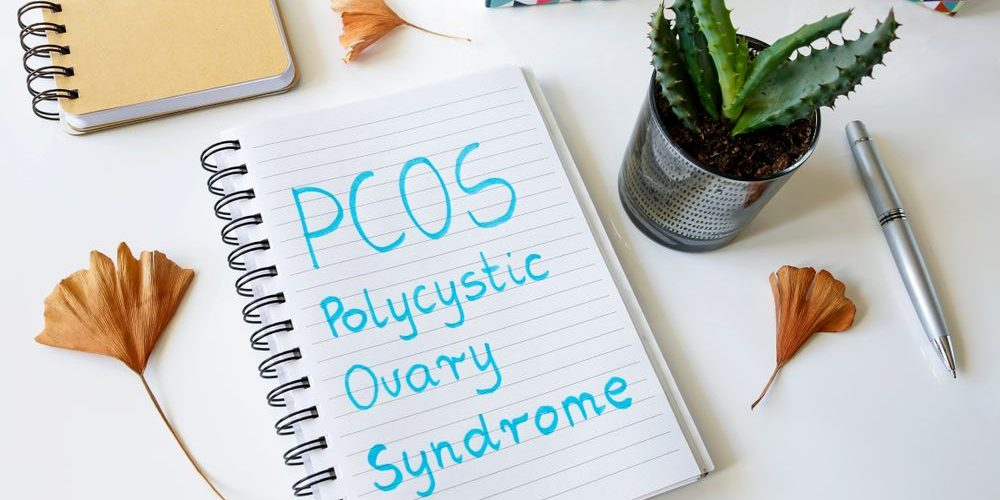 PCOS
Polycystic
Ovary
Syndrome